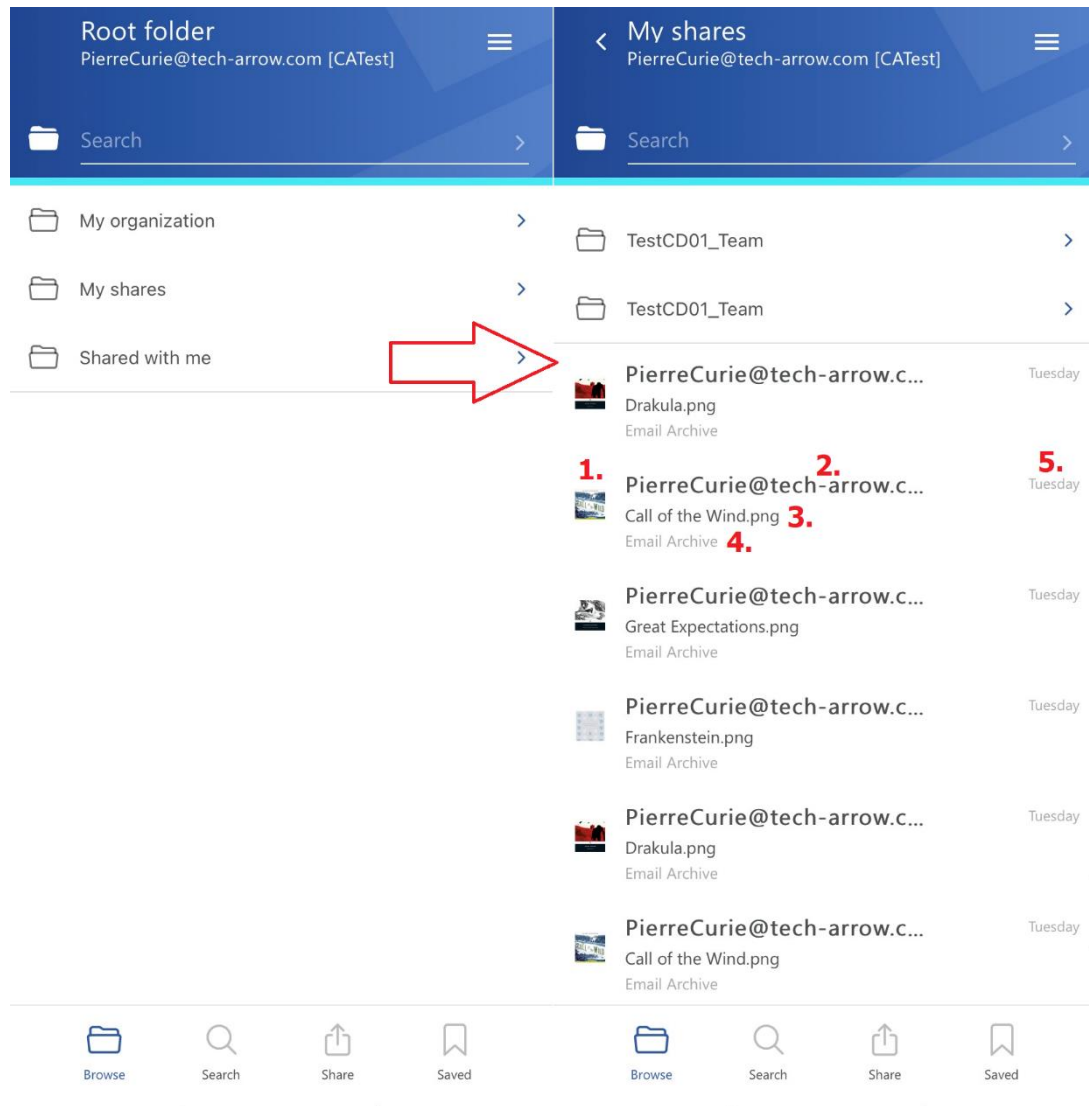 Root folder
PierreCurie@tech-arrow.com [CATest]
Search
My organization
My shares
Shared with me
Browse
Search
Share
Saved
My shares
PierreCurie@tech-arrow.com [CATest]
Search
TestCD01_Team
TestCD01_Team
PierreCurie@tech-arrow.c... Tuesday
Drakula.png
Email Archive
1. 2. 5.
PierreCurie@tech-arrow.c... Tuesday
Call of the Wind.png 3.
Email Archive 4.
PierreCurie@tech-arrow.c... Tuesday
Great Expectations.png
Email Archive
PierreCurie@tech-arrow.c... Tuesday
Frankenstein.png
Email Archive
PierreCurie@tech-arrow.c... Tuesday
Drakula.png
Email Archive
PierreCurie@tech-arrow.c... Tuesday
Call of the Wind.png
Email Archive
Browse
Search
Share
Saved